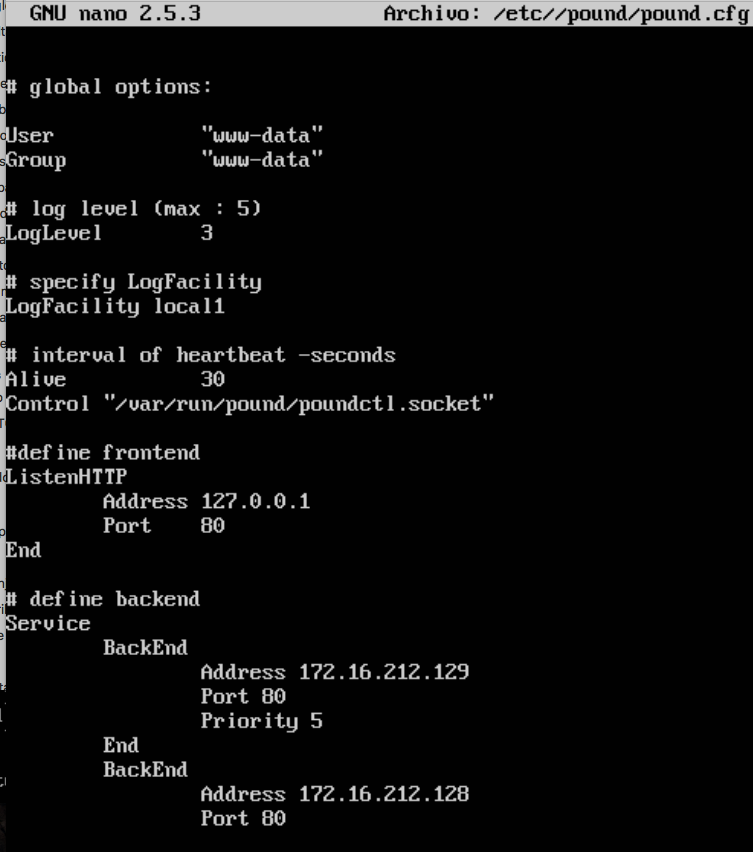 GNU nano 2.5.3 Archivo: /etc//pound/pound.cfg
# global options:
User "www-data"
Group "www-data"
# log level (max : 5)
LogLevel 3
# specify LogFacility
LogFacility local1
# interval of heartbeat -seconds
Alive 30
Control "/var/run/pound/poundctl.socket"
#define frontend
ListenHTTP
Address 127.0.0.1
Port 80
End
# define backend
Service
BackEnd
Address 172.16.212.129
Port 80
Priority 5
End
BackEnd
Address 172.16.212.128
Port 80